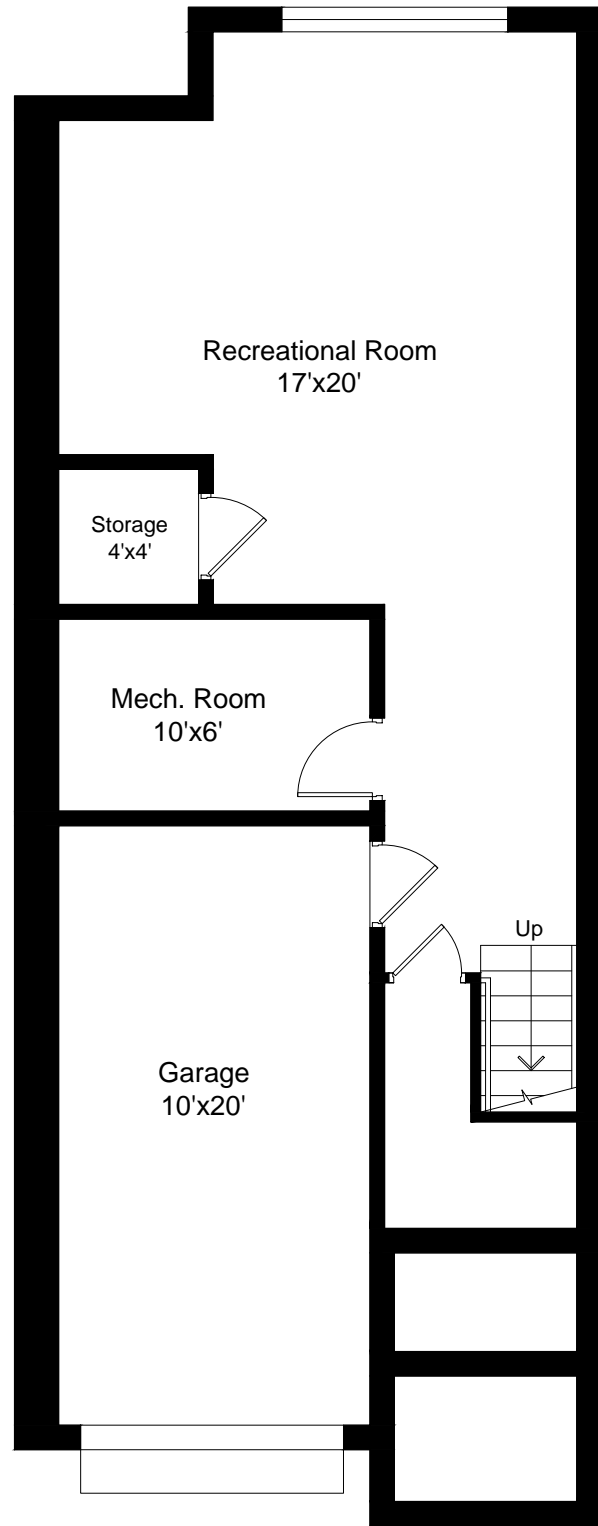 Recreational Room
17'x20'
Storage
4'x4'
Mech. Room
10'x6'
Up
Garage
10'x20'